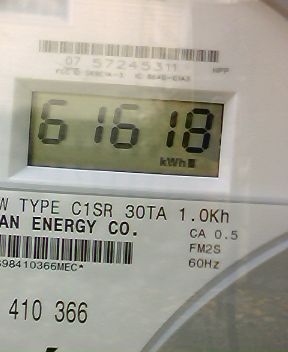 07 57245311
61618
kWh
W TYPE C1SR 30TA 1.0Kh
AN ENERGY CO.
CA 0.5
FM2S
98410366MEC*
60Hz
410 366